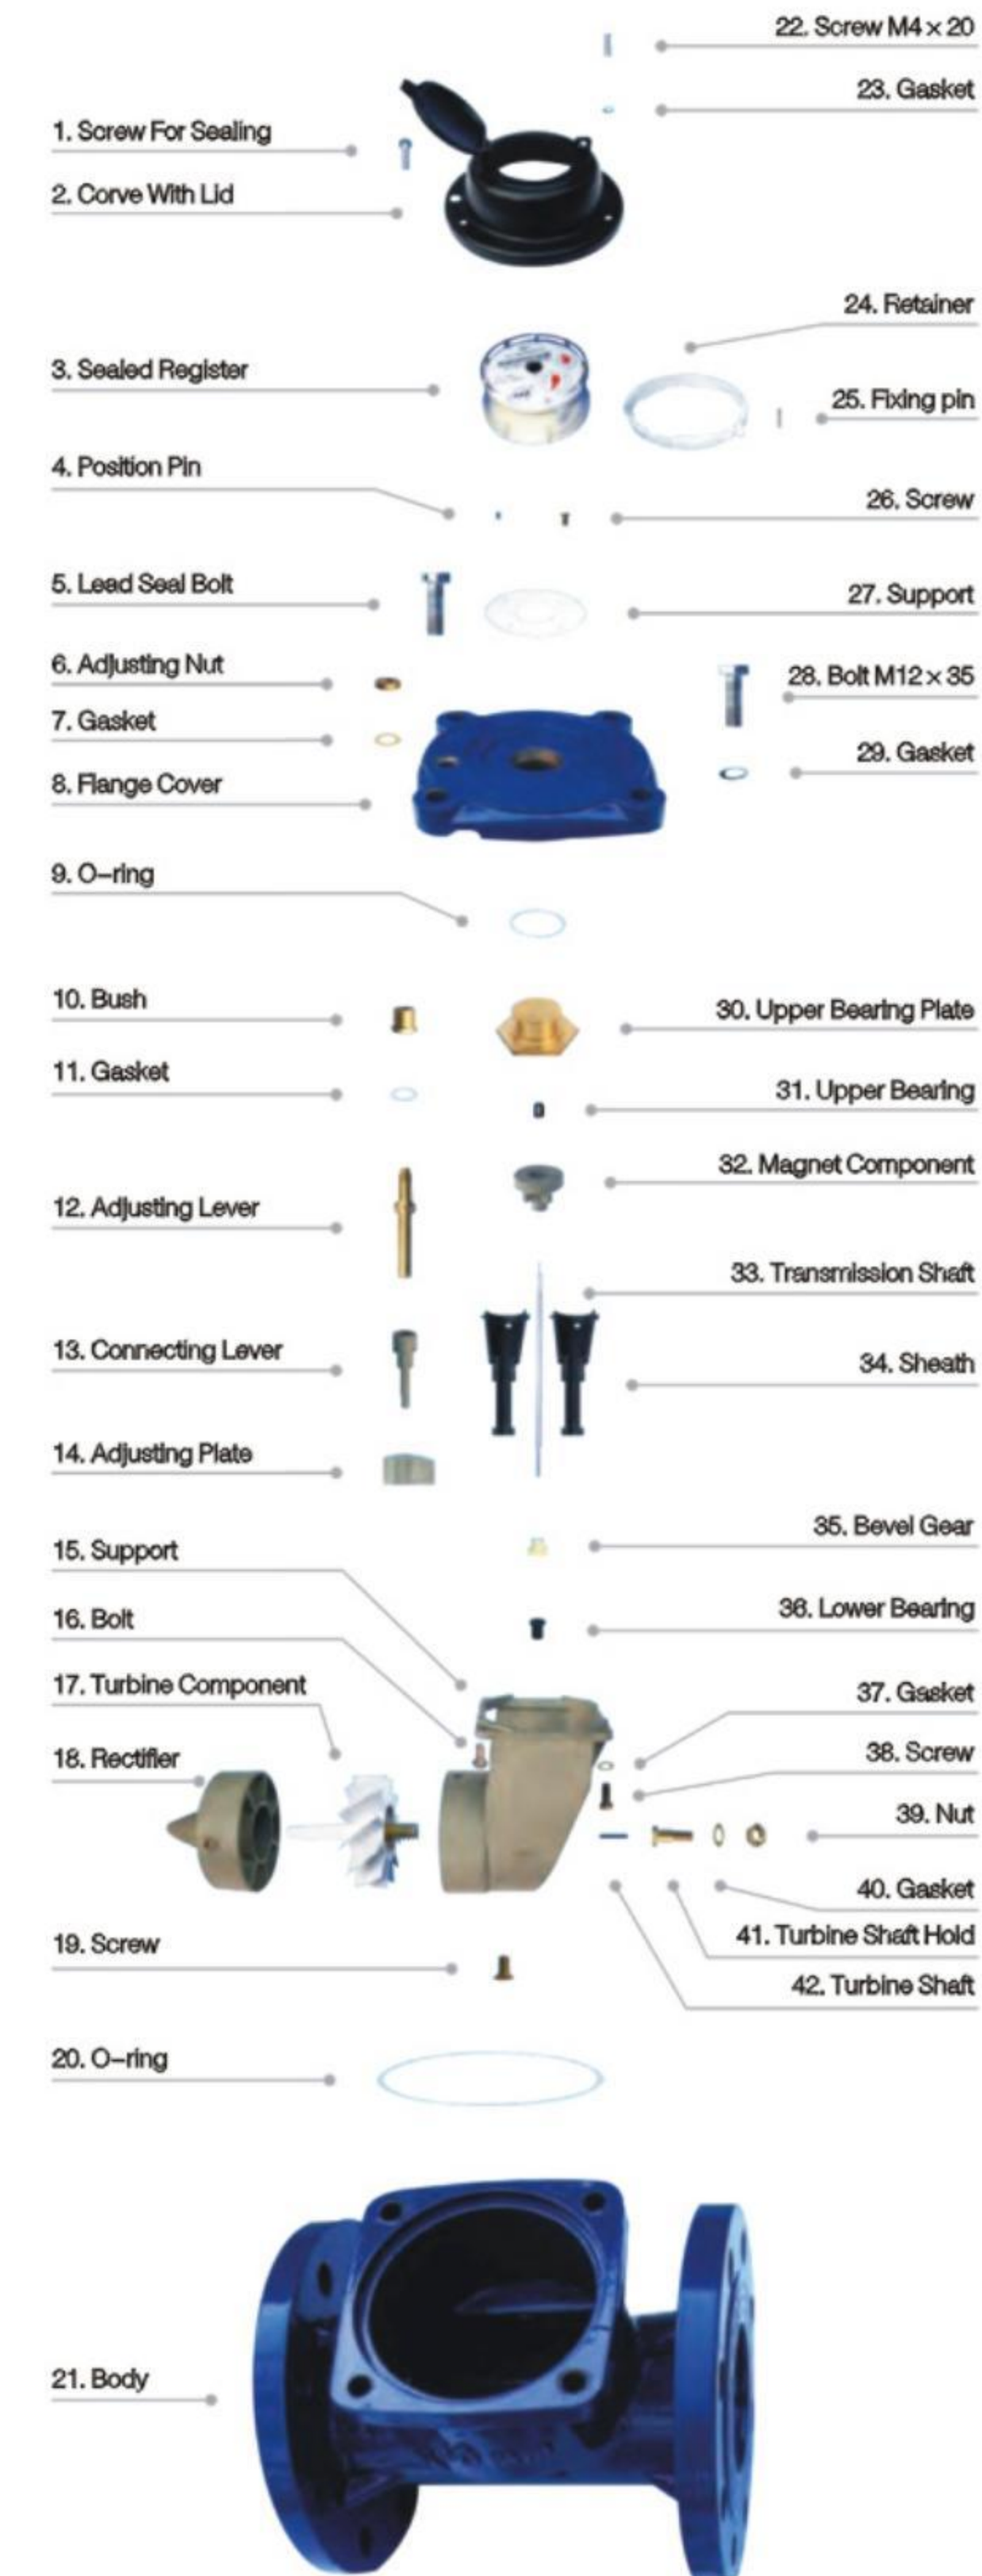 22. Screw M4 × 20
23. Gasket
1. Screw For Sealing
2. Corve With Lid
24. Retainer
3. Sealed Register
25. Fixing pin
4. Position Pin
26. Screw
5. Lead Seal Bolt
27. Support
6. Adjusting Nut
28. Bolt M12 × 35
7. Gasket
29. Gasket
8. Flange Cover
9. O-ring
10. Bush
30. Upper Bearing Plate
11. Gasket
31. Upper Bearing
32. Magnet Component
12. Adjusting Lever
33. Transmission Shaft
13. Connecting Lever
34. Sheath
14. Adjusting Plate
35. Bevel Gear
15. Support
36. Lower Bearing
16. Bolt
17. Turbine Component
37. Gasket
18. Rectifier
38. Screw
39. Nut
40. Gasket
41. Turbine Shaft Hold
19. Screw
42. Turbine Shaft
20. O-ring
21. Body